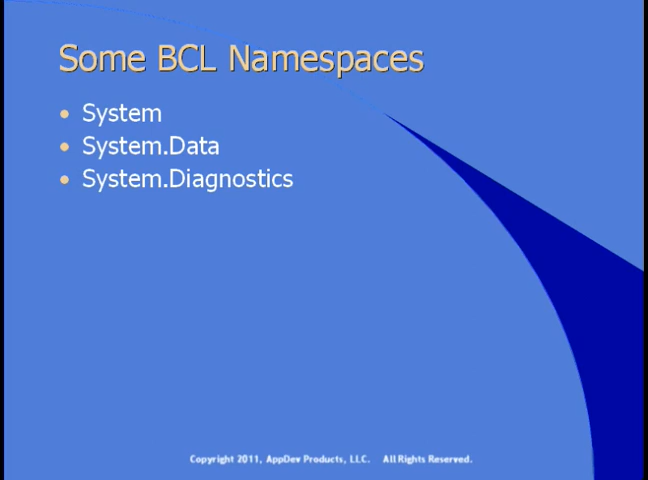 Some BCL Namespaces
• System
• System.Data
• System.Diagnostics
Copyright 2011, AppDev Products, LLC. All Rights Reserved.